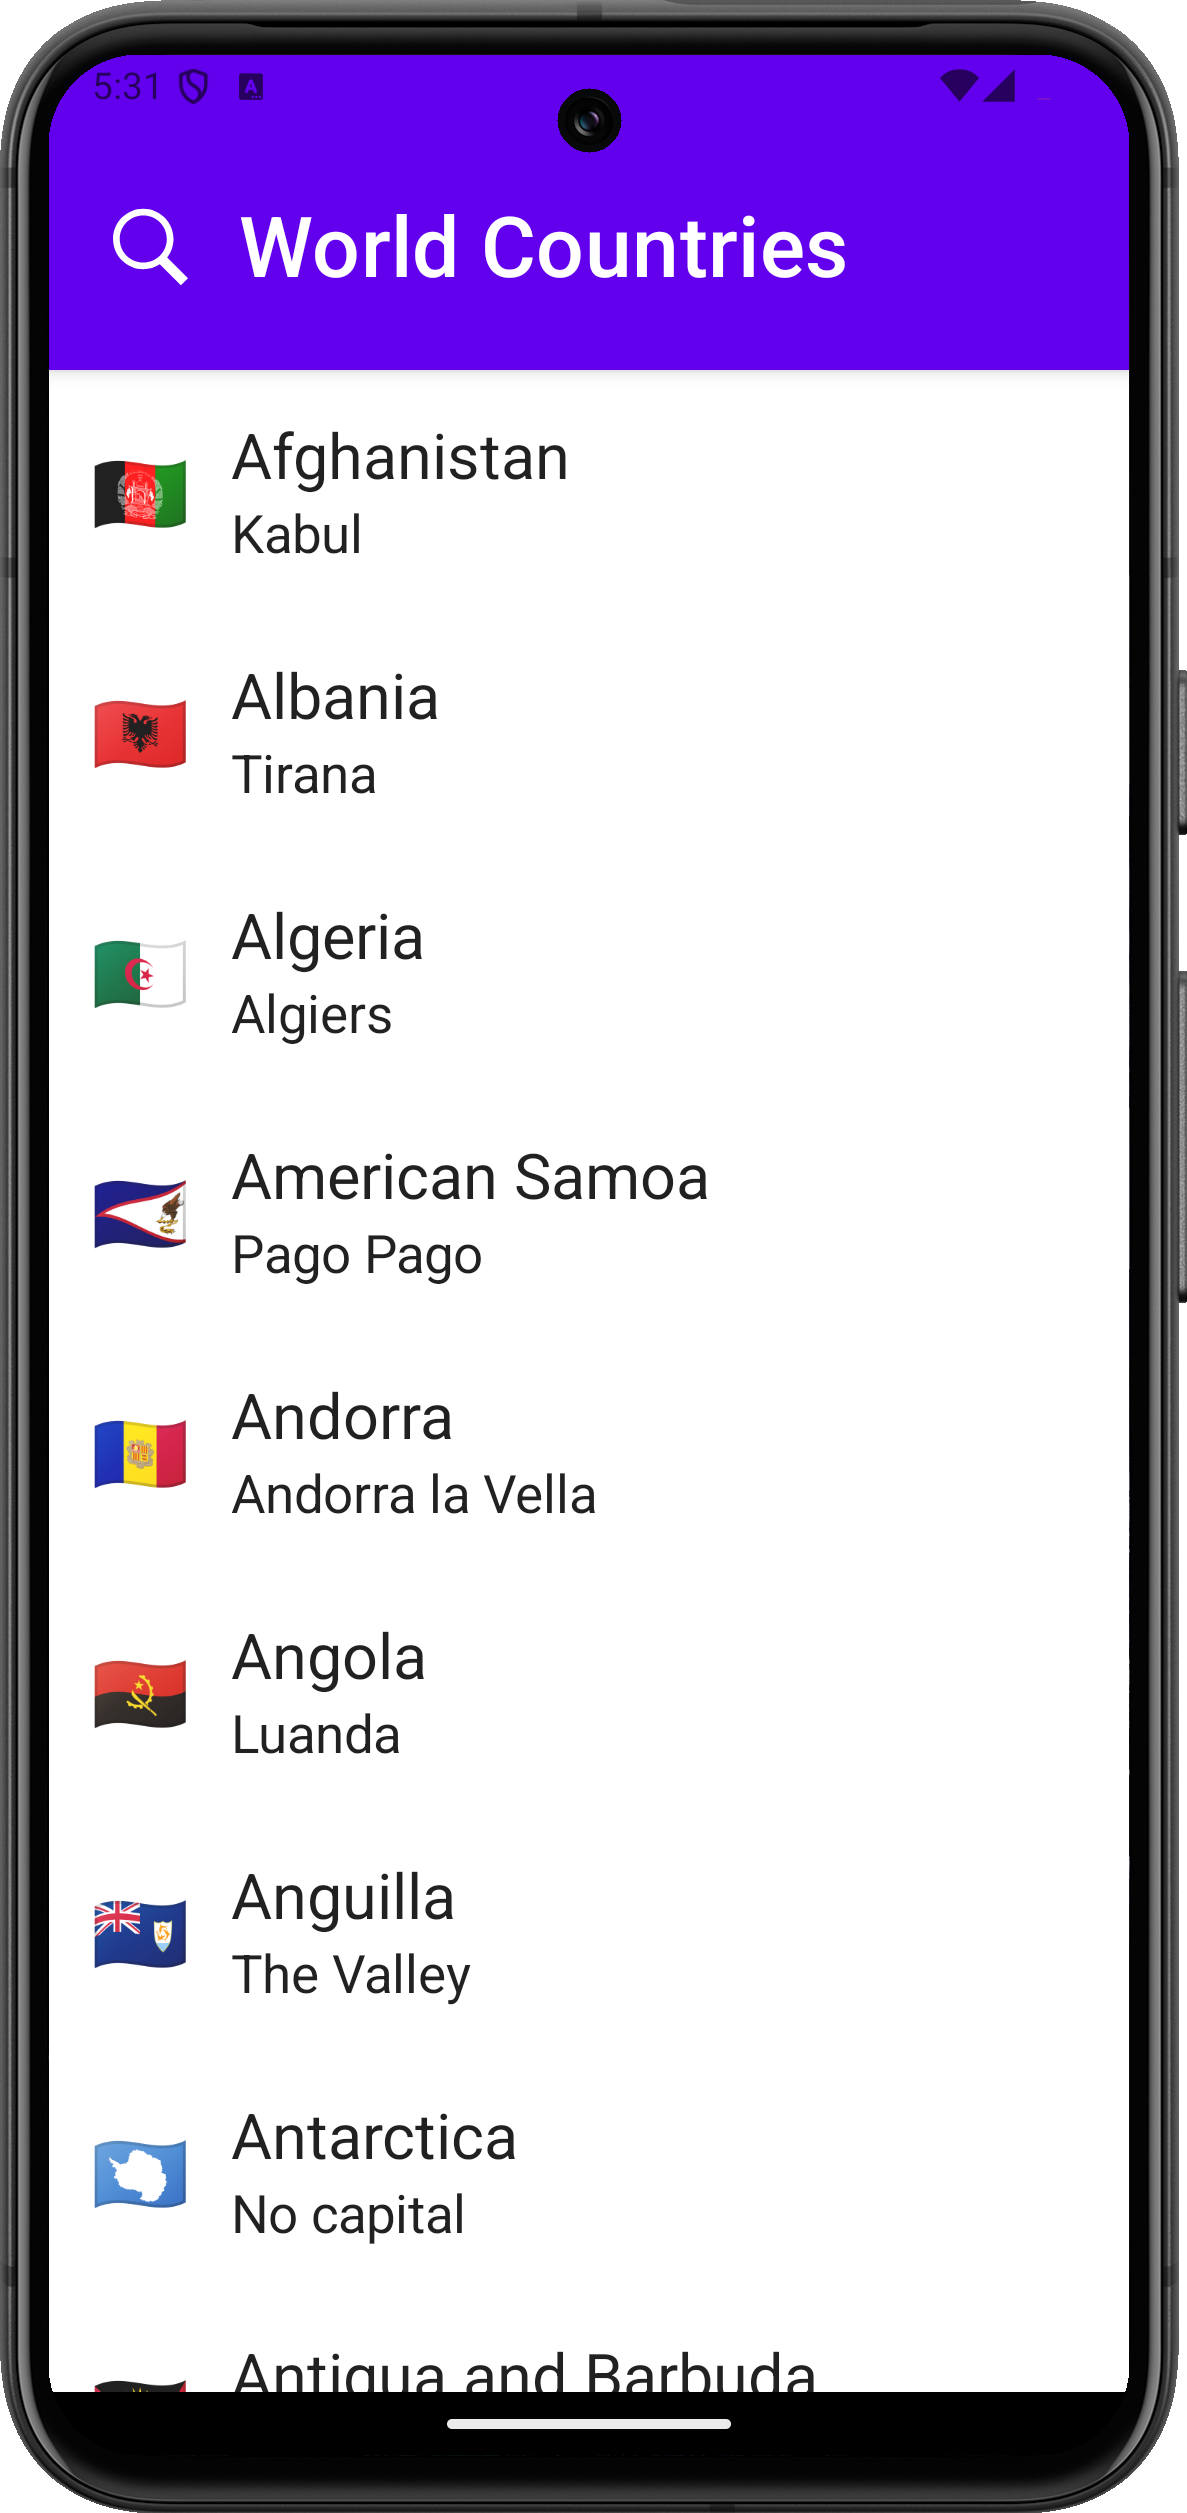 5:31
World Countries
Afghanistan
Kabul
Albania
Tirana
Algeria
Algiers
American Samoa
Pago Pago
Andorra
Andorra la Vella
Angola
Luanda
Anguilla
The Valley
Antarctica
No capital
Antigua and Barbuda